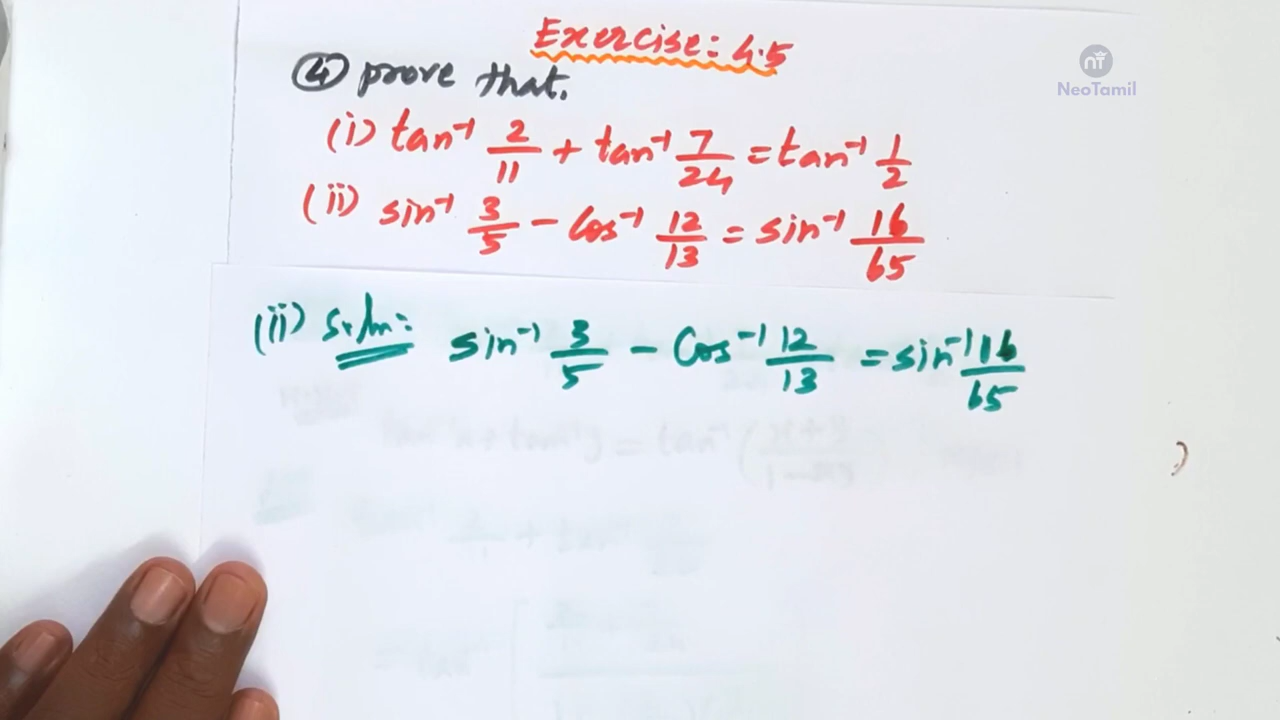 Exercise: 4.5
NT
NeoTamil
④ prove that.
(i) tan⁻¹ 2/11 + tan⁻¹ 7/24 = tan⁻¹ 1/2
(ii) sin⁻¹ 3/5 - Cos⁻¹ 12/13 = sin⁻¹ 16/65
(ii) Soln: sin⁻¹ 3/5 - Cos⁻¹ 12/13 = sin⁻¹ 16/65